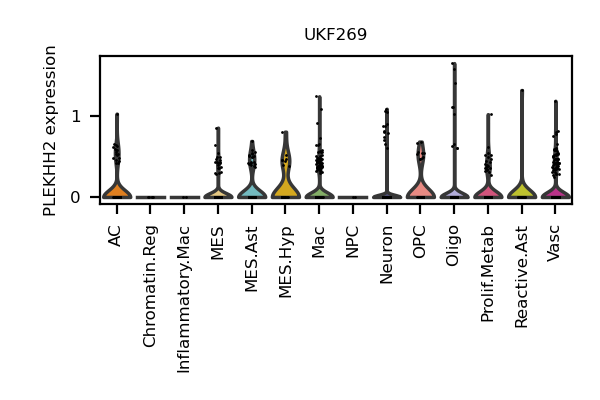 UKF269
PLEKHH2 expression
1
0
AC
Chromatin.Reg
Inflammatory.Mac
MES
MES.Ast
MES.Hyp
Mac
NPC
Neuron
OPC
Oligo
Prolif.Metab
Reactive.Ast
Vasc